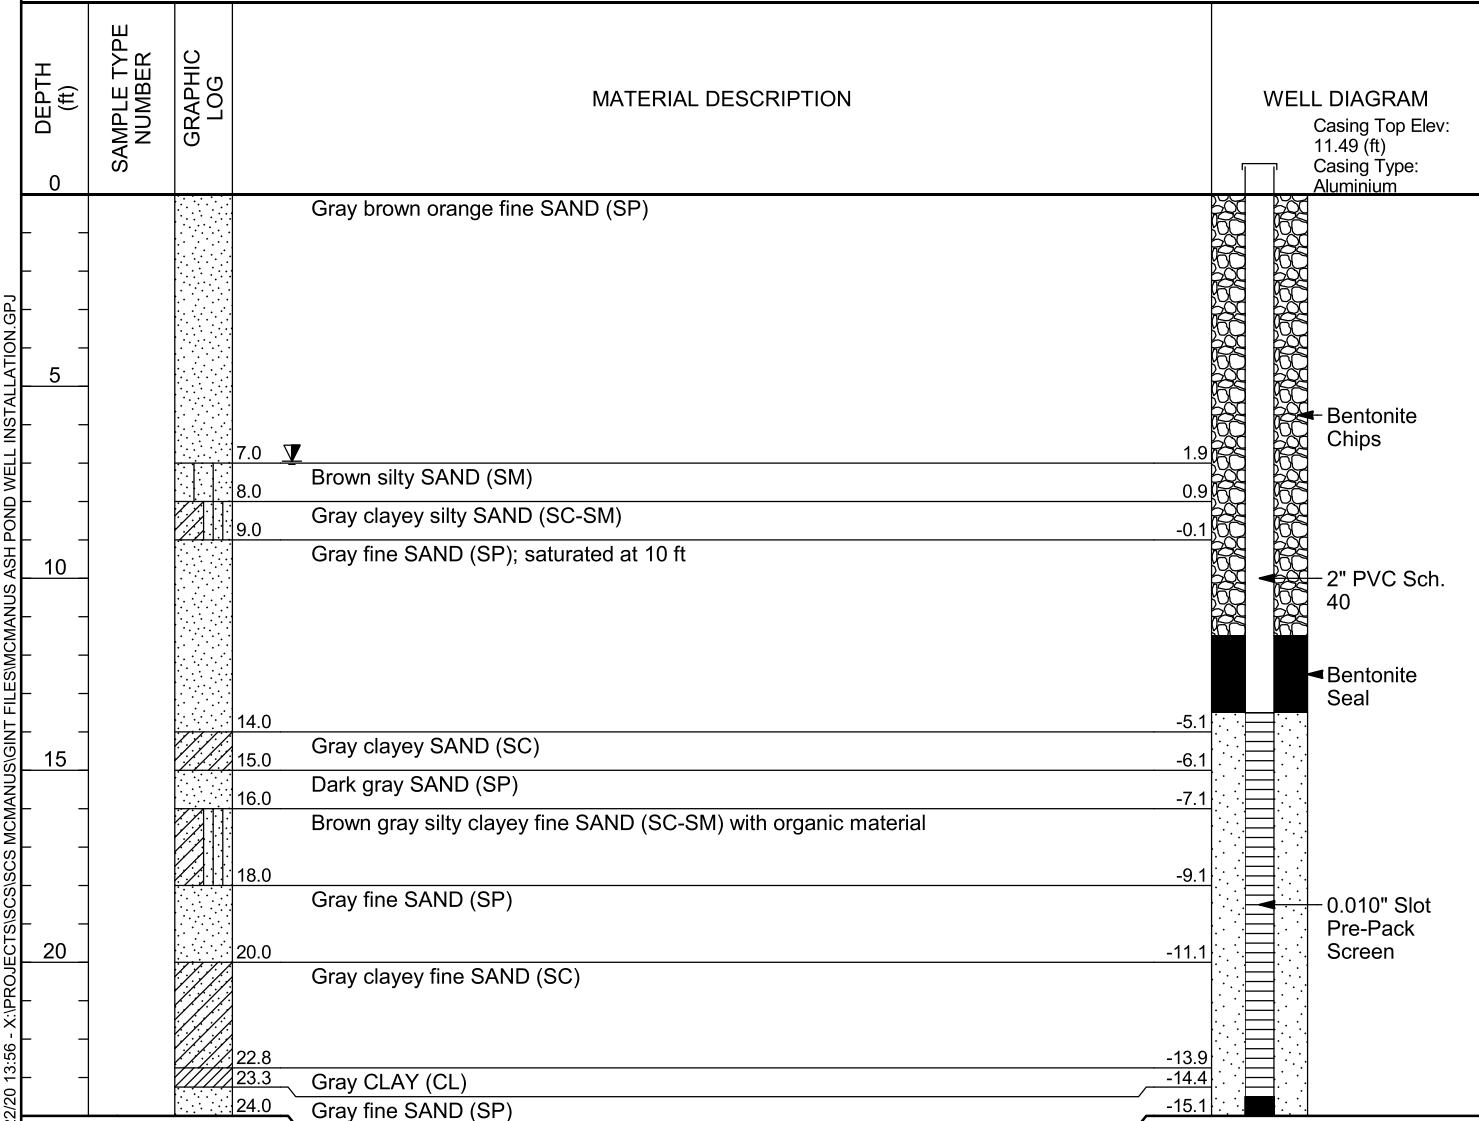 DEPTH
(ft)
SAMPLE TYPE
NUMBER
GRAPHIC
LOG
MATERIAL DESCRIPTION
WELL DIAGRAM
Casing Top Elev:
11.49 (ft)
Casing Type:
Aluminium
0
Gray brown orange fine SAND (SP)
5
Bentonite
Chips
7.0 1.9
Brown silty SAND (SM)
8.0 0.9
Gray clayey silty SAND (SC-SM)
9.0 -0.1
Gray fine SAND (SP); saturated at 10 ft
10
2" PVC Sch.
40
Bentonite
Seal
14.0 -5.1
Gray clayey SAND (SC)
15
15.0 -6.1
Dark gray SAND (SP)
16.0 -7.1
Brown gray silty clayey fine SAND (SC-SM) with organic material
18.0 -9.1
Gray fine SAND (SP)
0.010" Slot
Pre-Pack
Screen
20
20.0 -11.1
Gray clayey fine SAND (SC)
22.8 -13.9
Gray CLAY (CL)
23.3 -14.4
Gray fine SAND (SP)
24.0 -15.1
2/20 13:56 - X:\PROJECTS\SCS\SCS MCMANUS\GINT FILES\MCMANUS ASH POND WELL INSTALLATION.GPJ